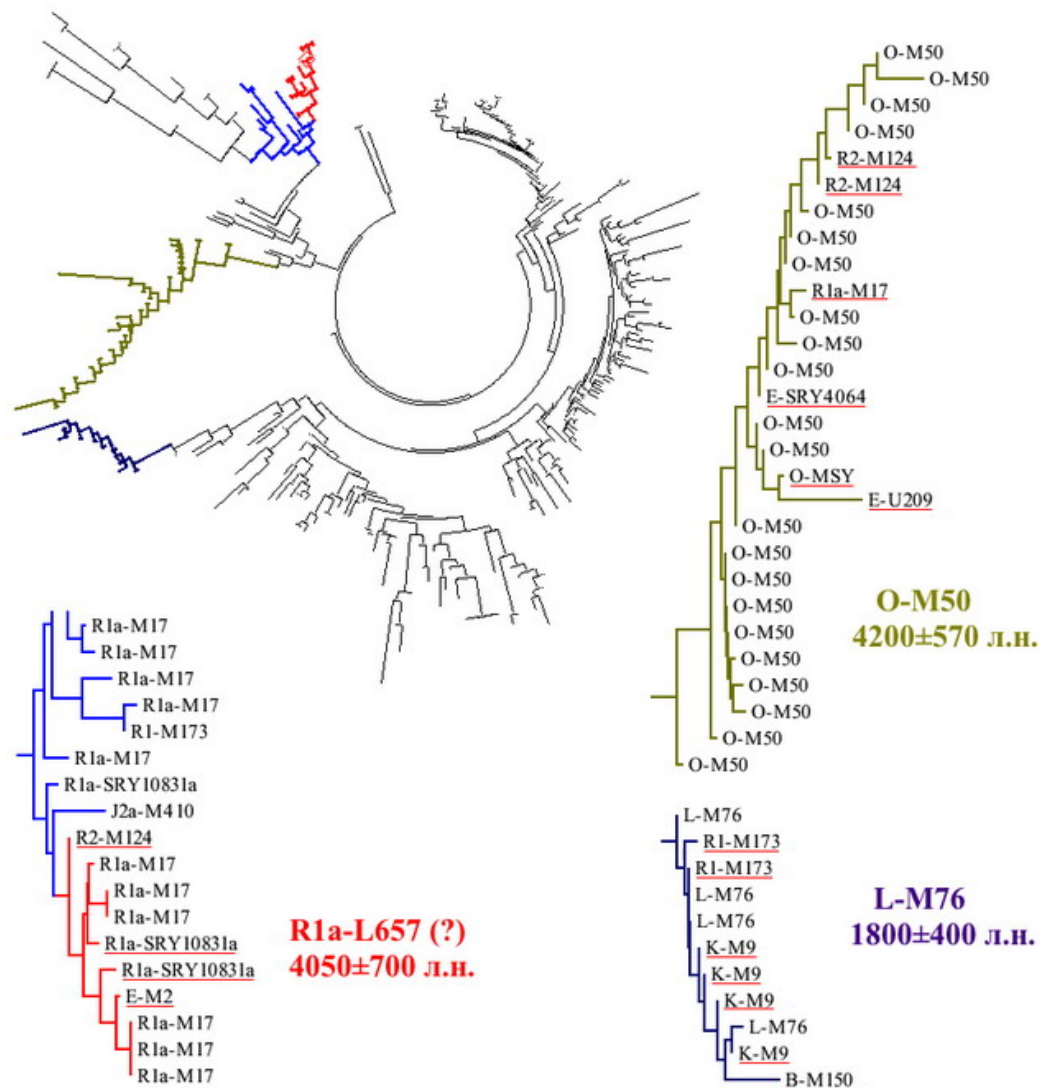 O-M50
O-M50
O-M50
O-M50
R2-M124
R2-M124
O-M50
O-M50
O-M50
R1a-M17
O-M50
O-M50
O-M50
E-SRY4064
O-M50
O-M50
O-MSY
E-U209
O-M50
O-M50
O-M50
O-M50
O-M50
O-M50
O-M50
O-M50
O-M50
O-M50
O-M50
4200±570 л.н.
R1a-M17
R1a-M17
R1a-M17
R1a-M17
R1-M173
R1a-M17
R1a-SRY10831a
J2a-M410
R2-M124
R1a-M17
R1a-M17
R1a-M17
R1a-SRY10831a
R1a-SRY10831a
E-M2
R1a-M17
R1a-M17
R1a-M17
R1a-L657 (?)
4050±700 л.н.
L-M76
R1-M173
R1-M173
L-M76
L-M76
K-M9
K-M9
K-M9
L-M76
K-M9
B-M150
L-M76
1800±400 л.н.